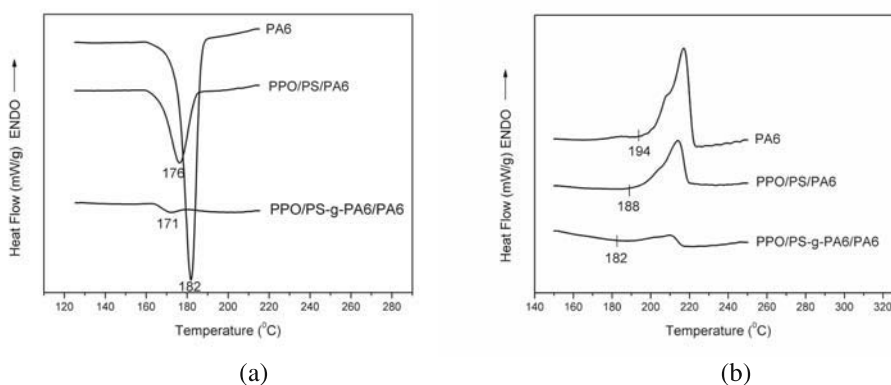 PA6
PPO/PS/PA6
176
PPO/PS-g-PA6/PA6
171
182
Heat Flow (mW/g) ENDO
120 140 160 180 200 220 240 260 280
Temperature (⁰C)
(a)
PA6
194
PPO/PS/PA6
188
PPO/PS-g-PA6/PA6
182
Heat Flow (mW/g) ENDO
140 160 180 200 220 240 260 280 300 320
Temperature (⁰C)
(b)